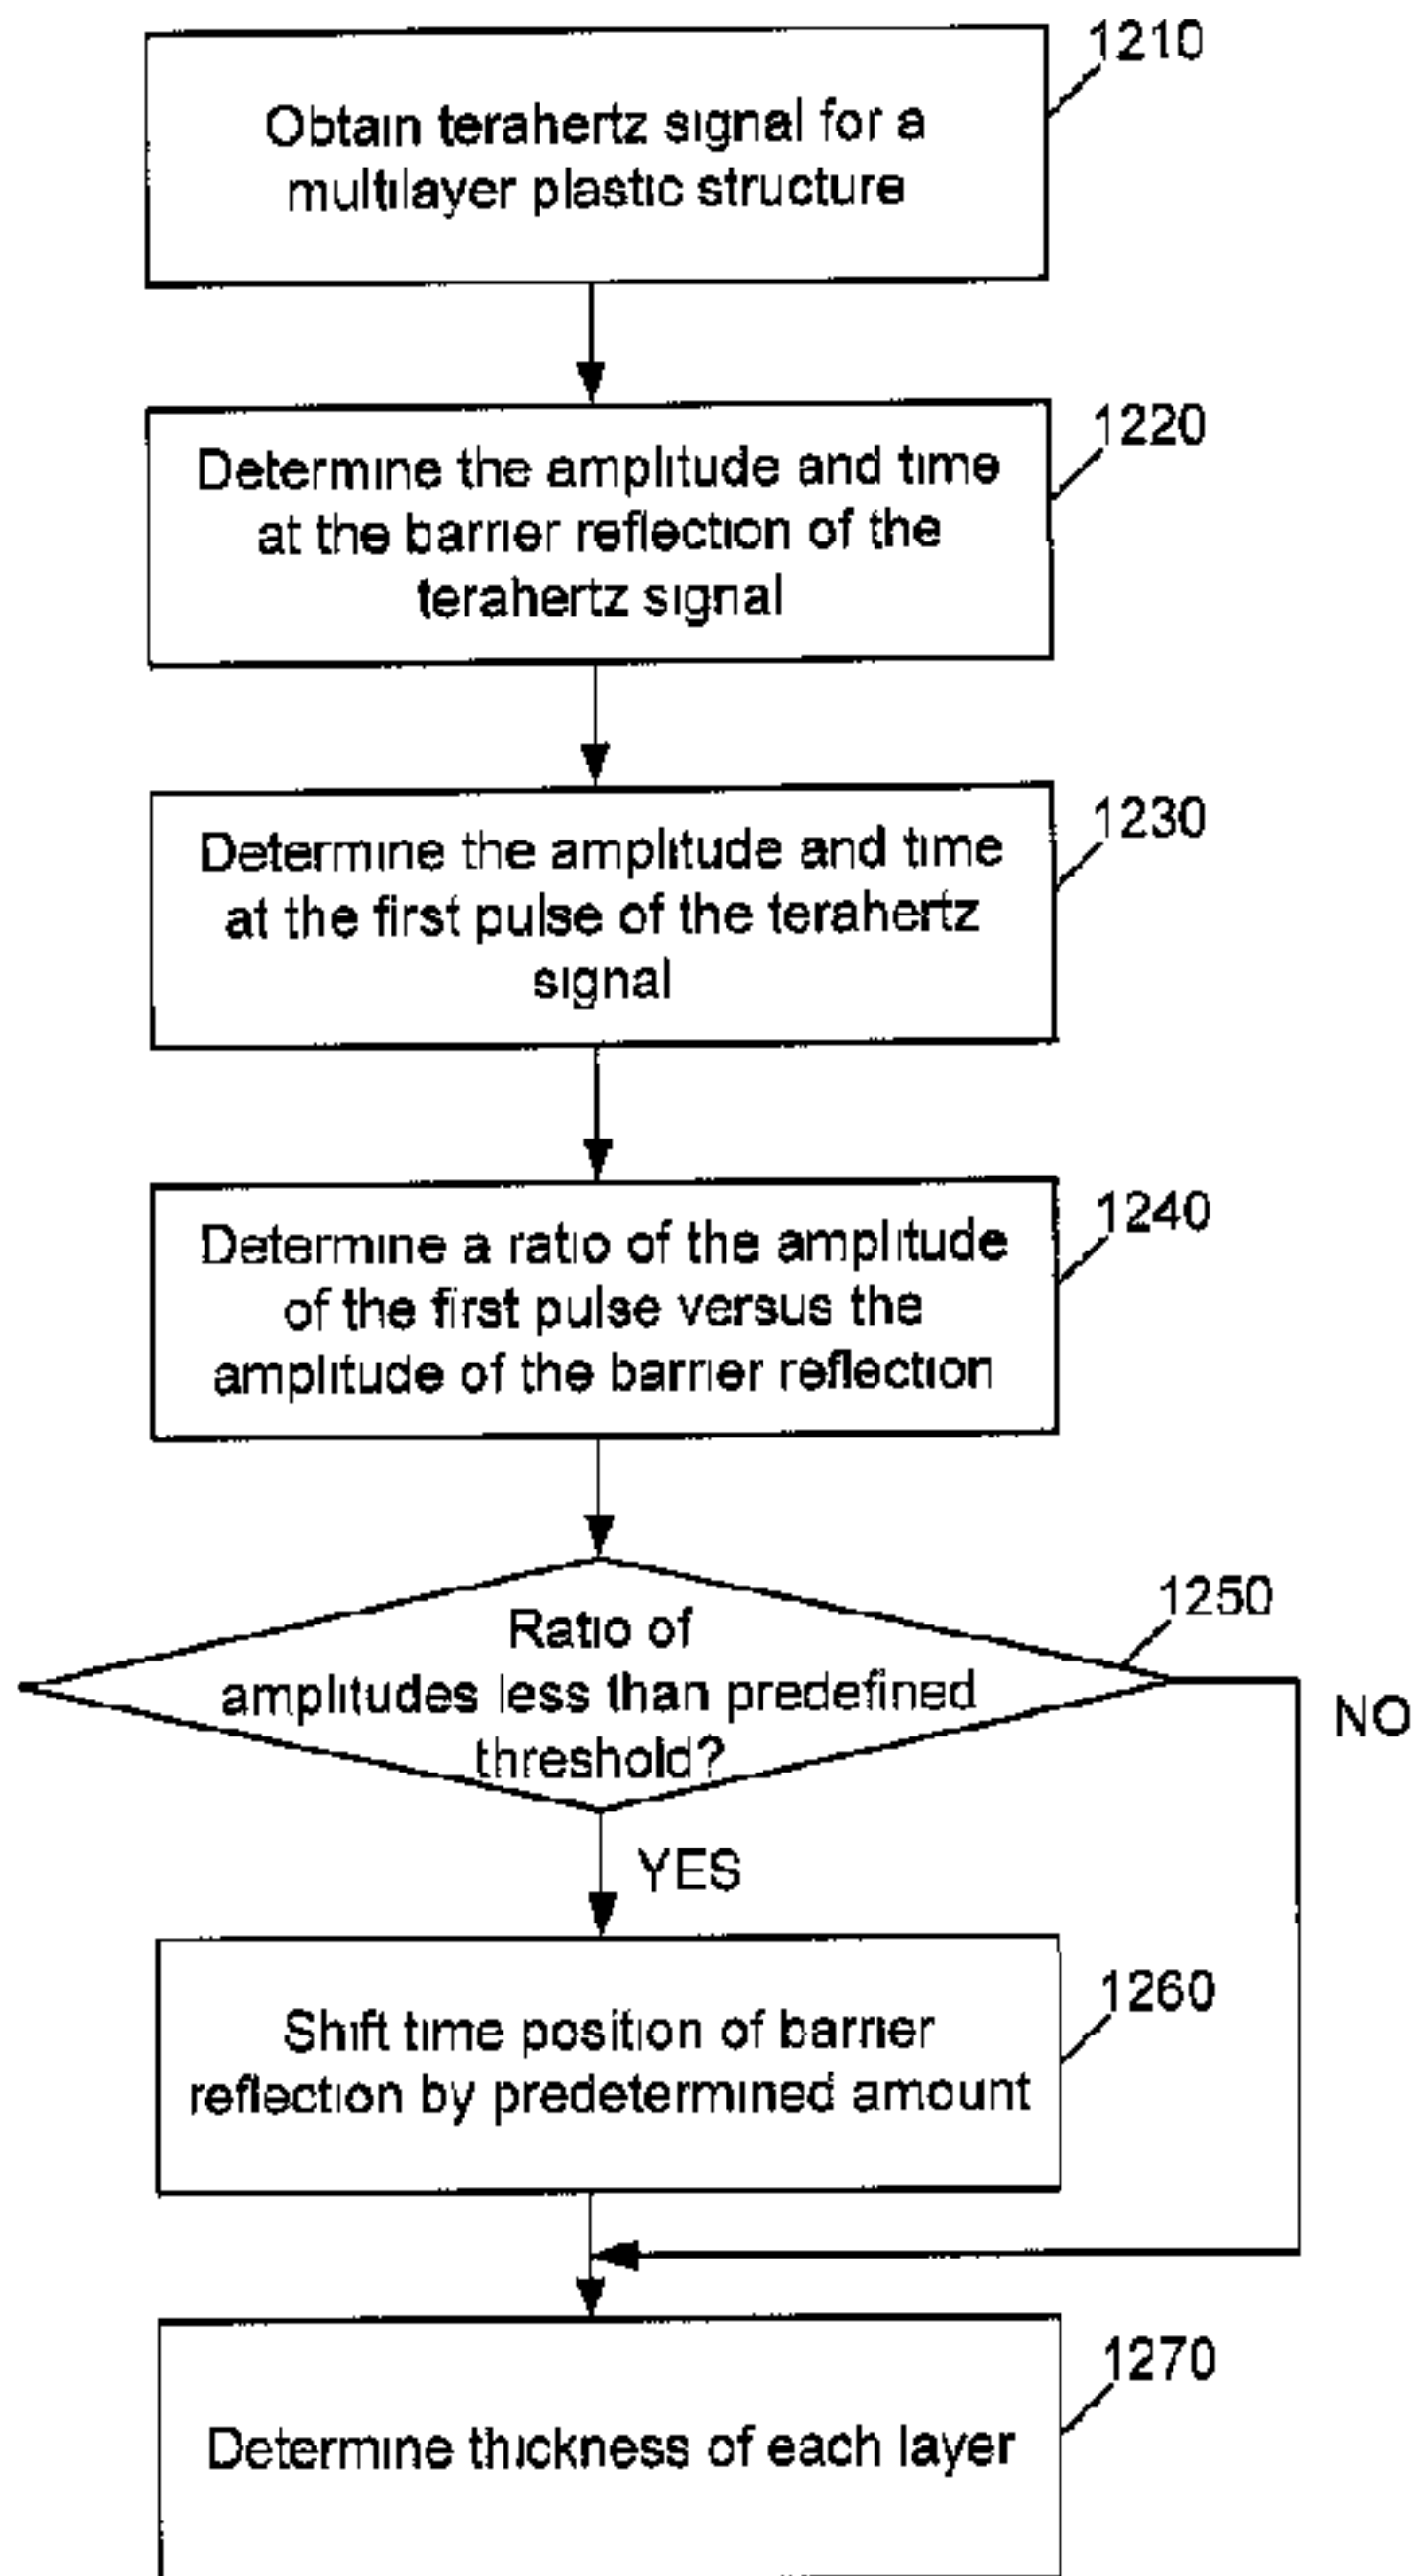 1210
Obtain terahertz signal for a
multilayer plastic structure
1220
Determine the amplitude and time
at the barrier reflection of the
terahertz signal
1230
Determine the amplitude and time
at the first pulse of the terahertz
signal
1240
Determine a ratio of the amplitude
of the first pulse versus the
amplitude of the barrier reflection
1250
Ratio of
amplitudes less than predefined
threshold?
NO
YES
1260
Shift time position of barrier
reflection by predetermined amount
1270
Determine thickness of each layer